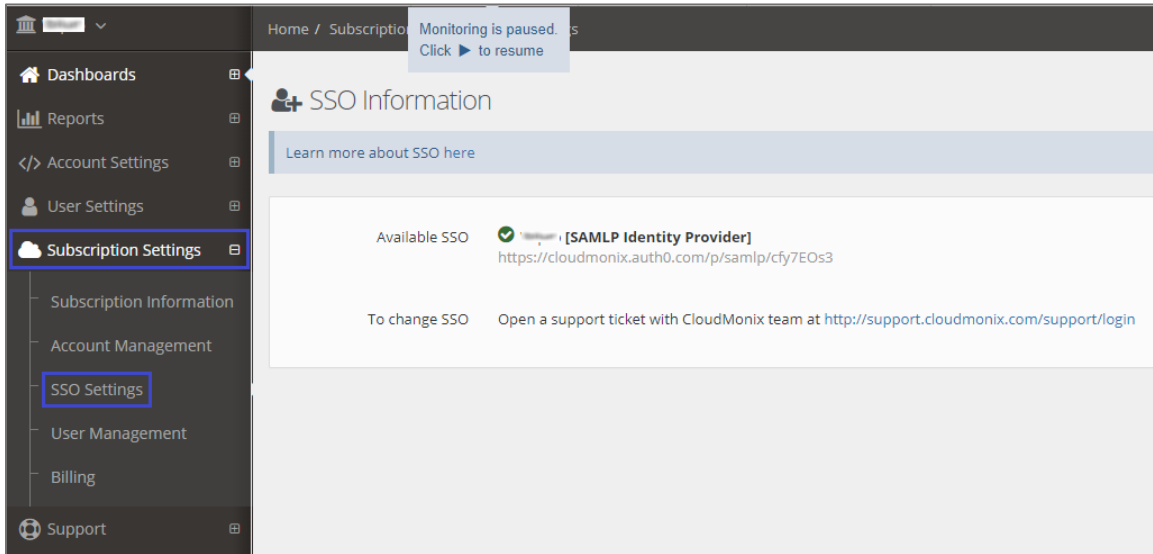 Home / Subscription
s
Monitoring is paused.
Click ▶ to resume
Dashboards
Reports
</> Account Settings
User Settings
Subscription Settings
Subscription Information
Account Management
SSO Settings
User Management
Billing
Support
SSO Information
Learn more about SSO here
Available SSO
[SAMLP Identity Provider]
https://cloudmonix.auth0.com/p/samlp/cfy7EOs3
To change SSO
Open a support ticket with CloudMonix team at http://support.cloudmonix.com/support/login